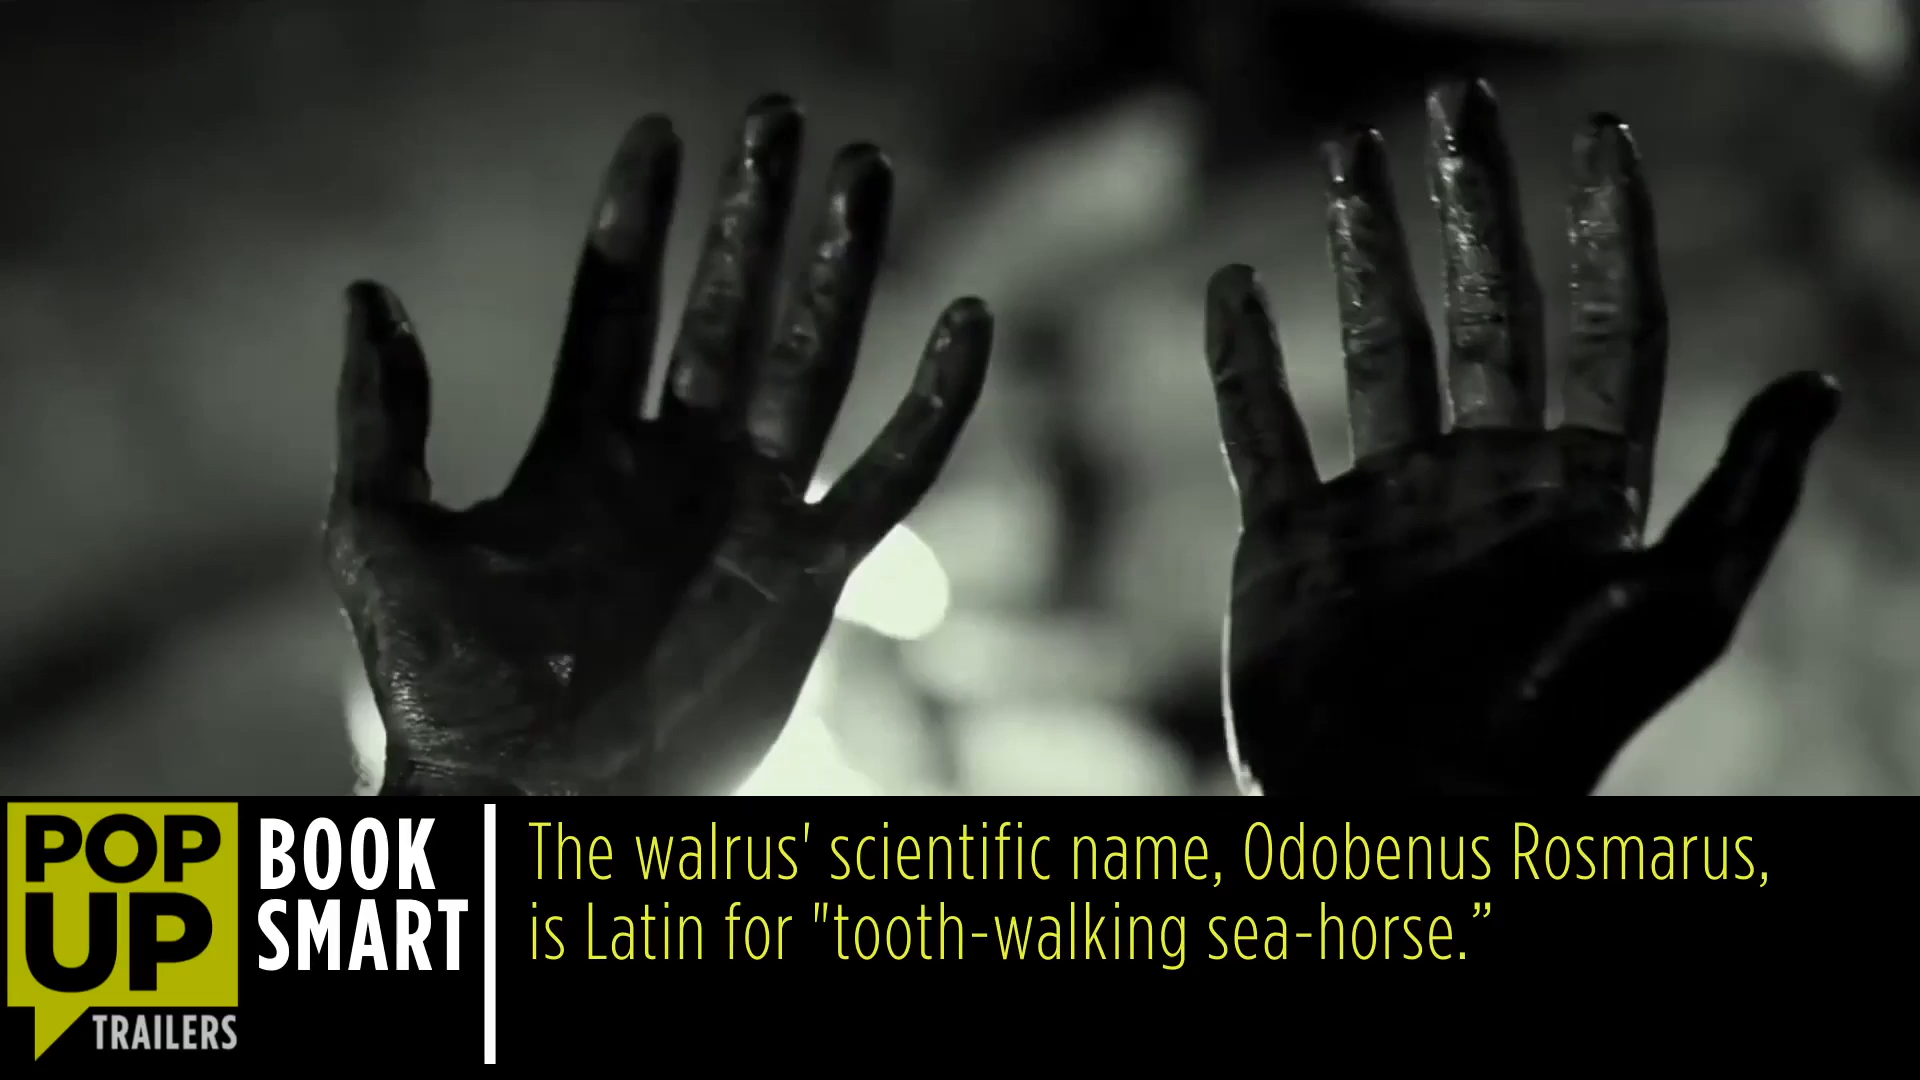 POP
UP
TRAILERS
BOOK
SMART
The walrus' scientific name, Odobenus Rosmarus,
is Latin for "tooth-walking sea-horse.”